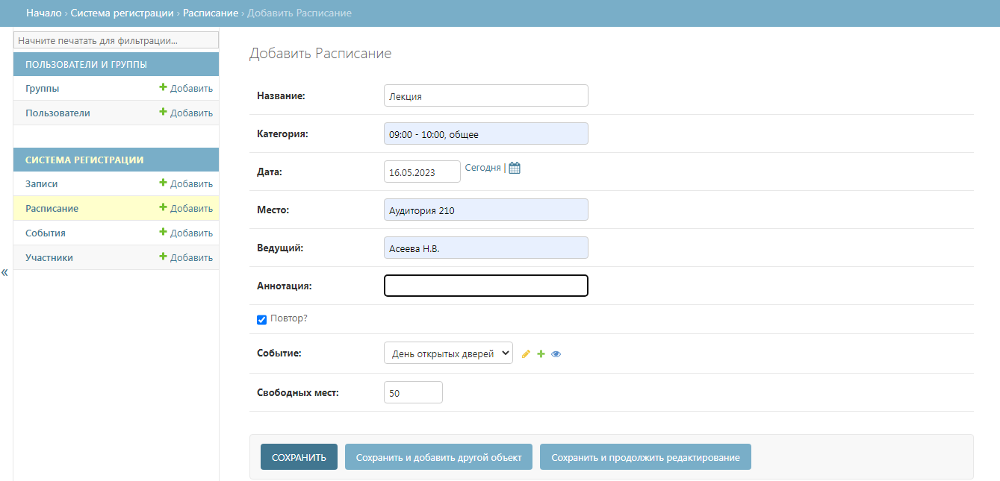 Начало › Система регистрации › Расписание › Добавить Расписание
Начните печатать для фильтрации...
ПОЛЬЗОВАТЕЛИ И ГРУППЫ
Группы + Добавить
Пользователи + Добавить
СИСТЕМА РЕГИСТРАЦИИ
Записи + Добавить
Расписание + Добавить
События + Добавить
Участники + Добавить
«
Добавить Расписание
Название: Лекция
Категория: 09:00 - 10:00, общее
Дата: 16.05.2023 Сегодня |
Место: Аудитория 210
Ведущий: Асеева Н.В.
Аннотация:
Повтор?
Событие: День открытых дверей
Свободных мест: 50
СОХРАНИТЬ Сохранить и добавить другой объект Сохранить и продолжить редактирование